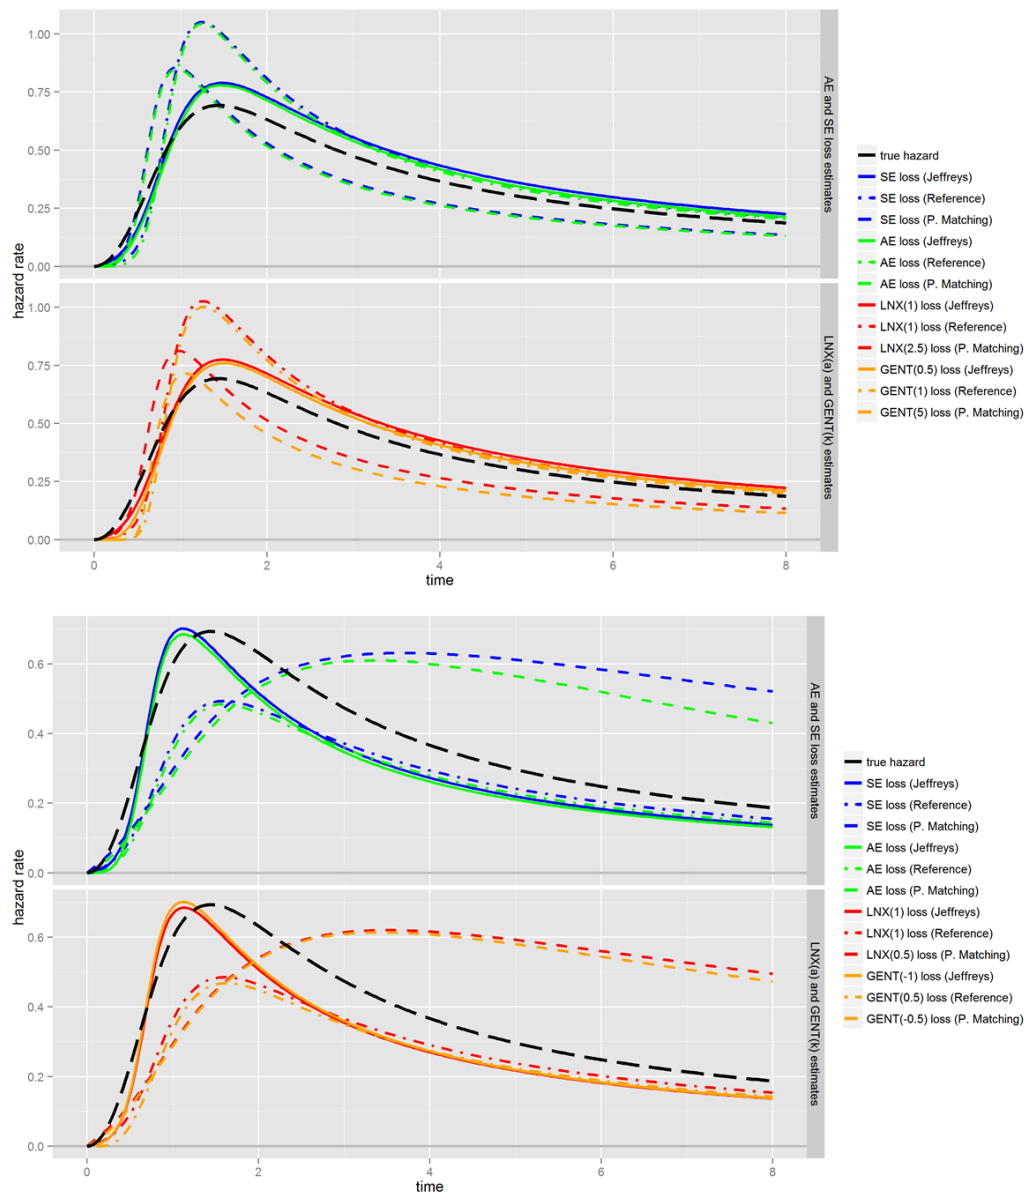 1.00
0.75
0.50
0.25
0.00
AE and SE loss estimates
hazard rate
1.00
0.75
0.50
0.25
0.00
LNX(a) and GENT(k) estimates
0
2
4
6
8
time
true hazard
SE loss (Jeffreys)
SE loss (Reference)
SE loss (P. Matching)
AE loss (Jeffreys)
AE loss (Reference)
AE loss (P. Matching)
LNX(1) loss (Jeffreys)
LNX(1) loss (Reference)
LNX(2.5) loss (P. Matching)
GENT(0.5) loss (Jeffreys)
GENT(1) loss (Reference)
GENT(5) loss (P. Matching)
0.6
0.4
0.2
0.0
AE and SE loss estimates
hazard rate
0.6
0.4
0.2
0.0
LNX(a) and GENT(k) estimates
0
2
4
6
8
time
true hazard
SE loss (Jeffreys)
SE loss (Reference)
SE loss (P. Matching)
AE loss (Jeffreys)
AE loss (Reference)
AE loss (P. Matching)
LNX(1) loss (Jeffreys)
LNX(1) loss (Reference)
LNX(0.5) loss (P. Matching)
GENT(-1) loss (Jeffreys)
GENT(0.5) loss (Reference)
GENT(-0.5) loss (P. Matching)